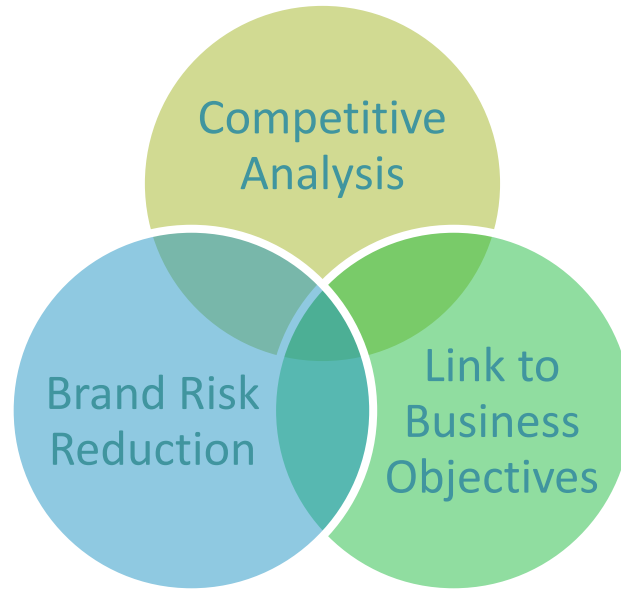 Competitive
Analysis
Brand Risk
Reduction
Link to
Business
Objectives